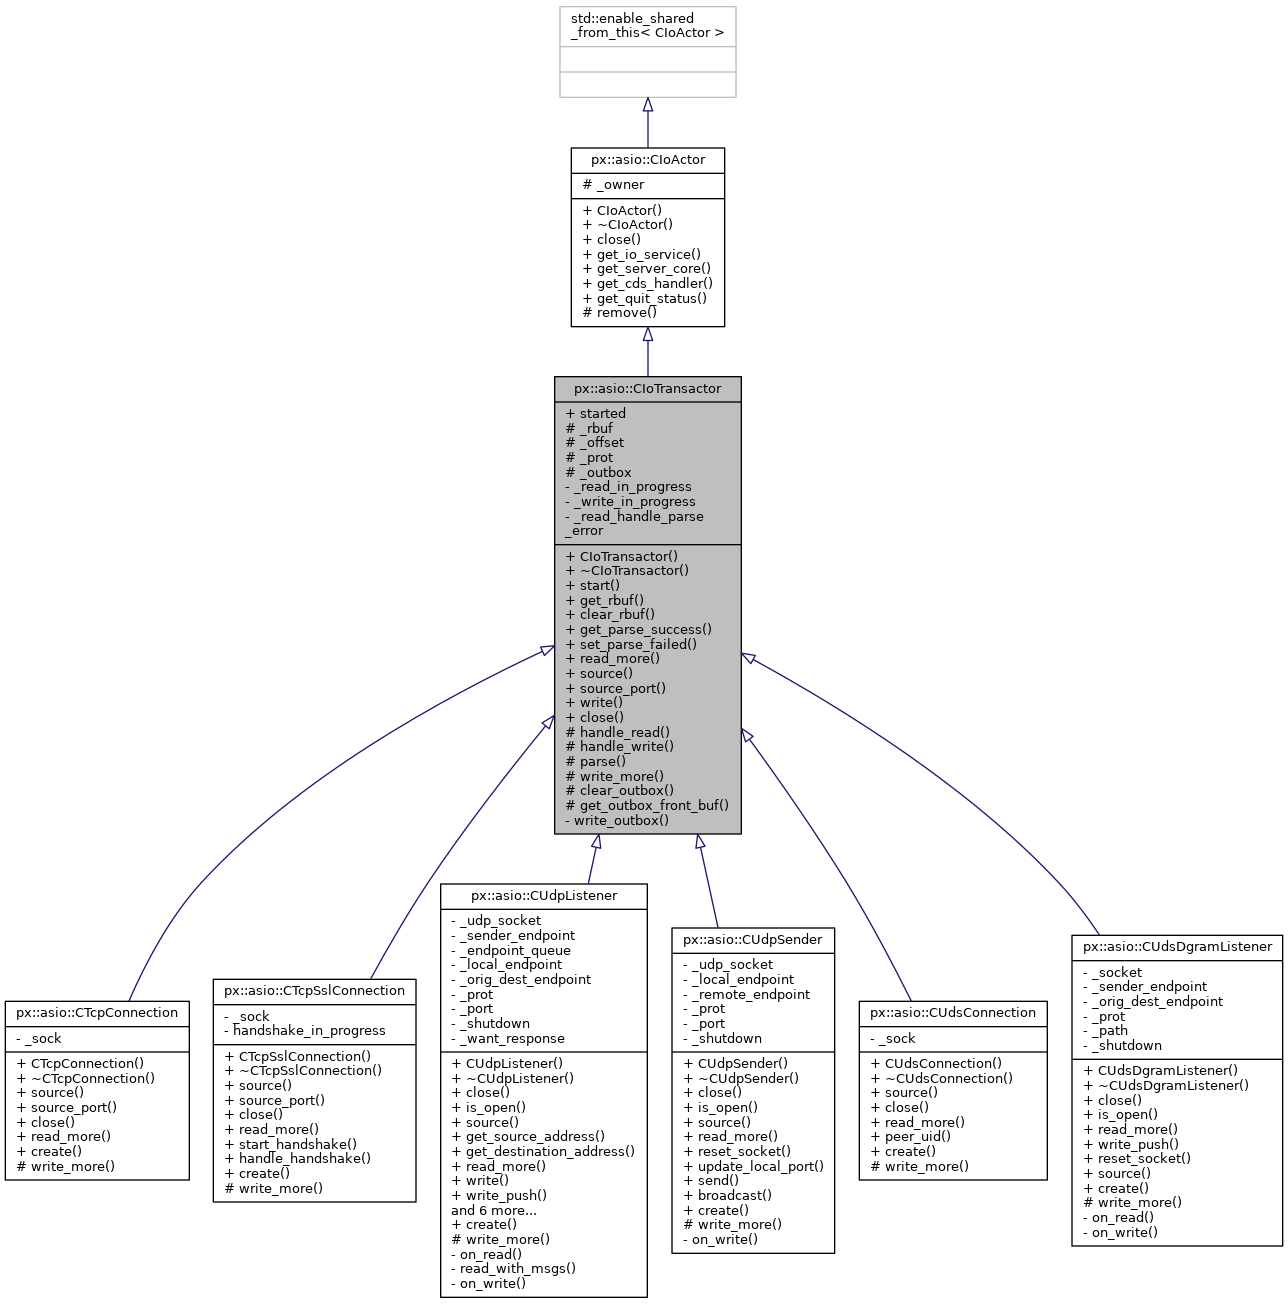 std::enable_shared
_from_this< CIoActor >
px::asio::CIoActor
# _owner
+ CIoActor()
+ ~CIoActor()
+ close()
+ get_io_service()
+ get_server_core()
+ get_cds_handler()
+ get_quit_status()
# remove()
px::asio::CIoTransactor
+ started
# _rbuf
# _offset
# _prot
# _outbox
- _read_in_progress
- _write_in_progress
- _read_handle_parse
_error
+ CIoTransactor()
+ ~CIoTransactor()
+ start()
+ get_rbuf()
+ clear_rbuf()
+ get_parse_success()
+ set_parse_failed()
+ read_more()
+ source()
+ source_port()
+ write()
+ close()
# handle_read()
# handle_write()
# parse()
# write_more()
# clear_outbox()
# get_outbox_front_buf()
- write_outbox()
px::asio::CTcpConnection
- _sock
+ CTcpConnection()
+ ~CTcpConnection()
+ source()
+ source_port()
+ close()
+ read_more()
+ create()
# write_more()
px::asio::CTcpSslConnection
- _sock
- handshake_in_progress
+ CTcpSslConnection()
+ ~CTcpSslConnection()
+ source()
+ source_port()
+ close()
+ read_more()
+ start_handshake()
+ handle_handshake()
+ create()
# write_more()
px::asio::CUdpListener
- _udp_socket
- _sender_endpoint
- _endpoint_queue
- _local_endpoint
- _orig_dest_endpoint
- _prot
- _port
- _shutdown
- _want_response
+ CUdpListener()
+ ~CUdpListener()
+ close()
+ is_open()
+ source()
+ get_source_address()
+ get_destination_address()
+ read_more()
+ write()
+ write_push()
and 6 more...
+ create()
# write_more()
- on_read()
- read_with_msgs()
- on_write()
px::asio::CUdpSender
- _udp_socket
- _local_endpoint
- _remote_endpoint
- _prot
- _port
- _shutdown
+ CUdpSender()
+ ~CUdpSender()
+ close()
+ is_open()
+ source()
+ read_more()
+ reset_socket()
+ update_local_port()
+ send()
+ broadcast()
+ create()
# write_more()
- on_write()
px::asio::CUdsConnection
- _sock
+ CUdsConnection()
+ ~CUdsConnection()
+ source()
+ close()
+ read_more()
+ peer_uid()
+ create()
# write_more()
px::asio::CUdsDgramListener
- _socket
- _sender_endpoint
- _orig_dest_endpoint
- _prot
- _path
- _shutdown
+ CUdsDgramListener()
+ ~CUdsDgramListener()
+ close()
+ is_open()
+ read_more()
+ write_push()
+ reset_socket()
+ source()
+ create()
# write_more()
- on_read()
- on_write()